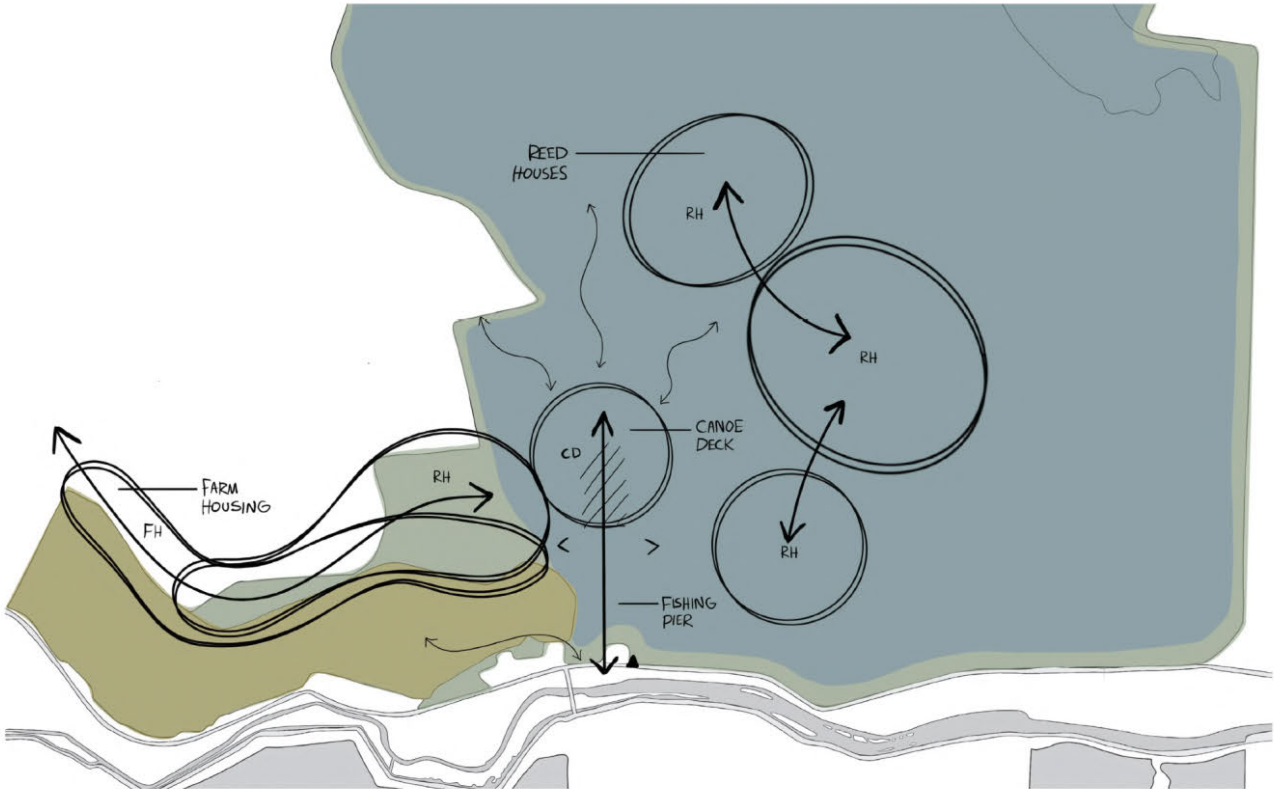 REED
HOUSES
RH
RH
CANOE
DECK
CD
RH
FARM
HOUSING
FH
RH
FISHING
PIER